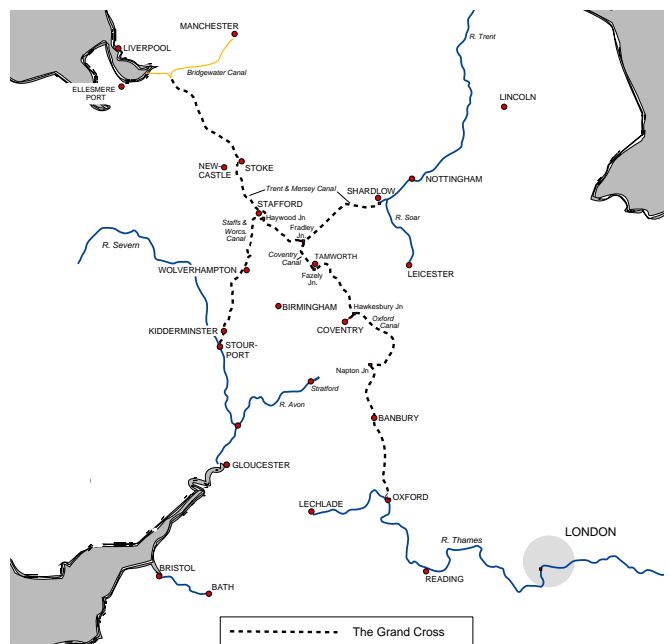 MANCHESTER
R. Trent
LIVERPOOL
Bridgewater Canal
ELLESMERE
PORT
LINCOLN
NEW-
CASTLE
STOKE
NOTTINGHAM
Trent & Mersey Canal
SHARDLOW
STAFFORD
Haywood Jn
R. Soar
Staffs &
Worcs.
Canal
Fradley
Jn.
R. Severn
Coventry
Canal
TAMWORTH
WOLVERHAMPTON
Fazely
Jn.
LEICESTER
BIRMINGHAM
Hawkesbury Jn
Oxford
Canal
KIDDERMINSTER
COVENTRY
STOUR-
PORT
Napton Jn
Stratford
R. Avon
BANBURY
GLOUCESTER
LECHLADE
OXFORD
LONDON
R. Thames
BRISTOL
READING
BATH
The Grand Cross